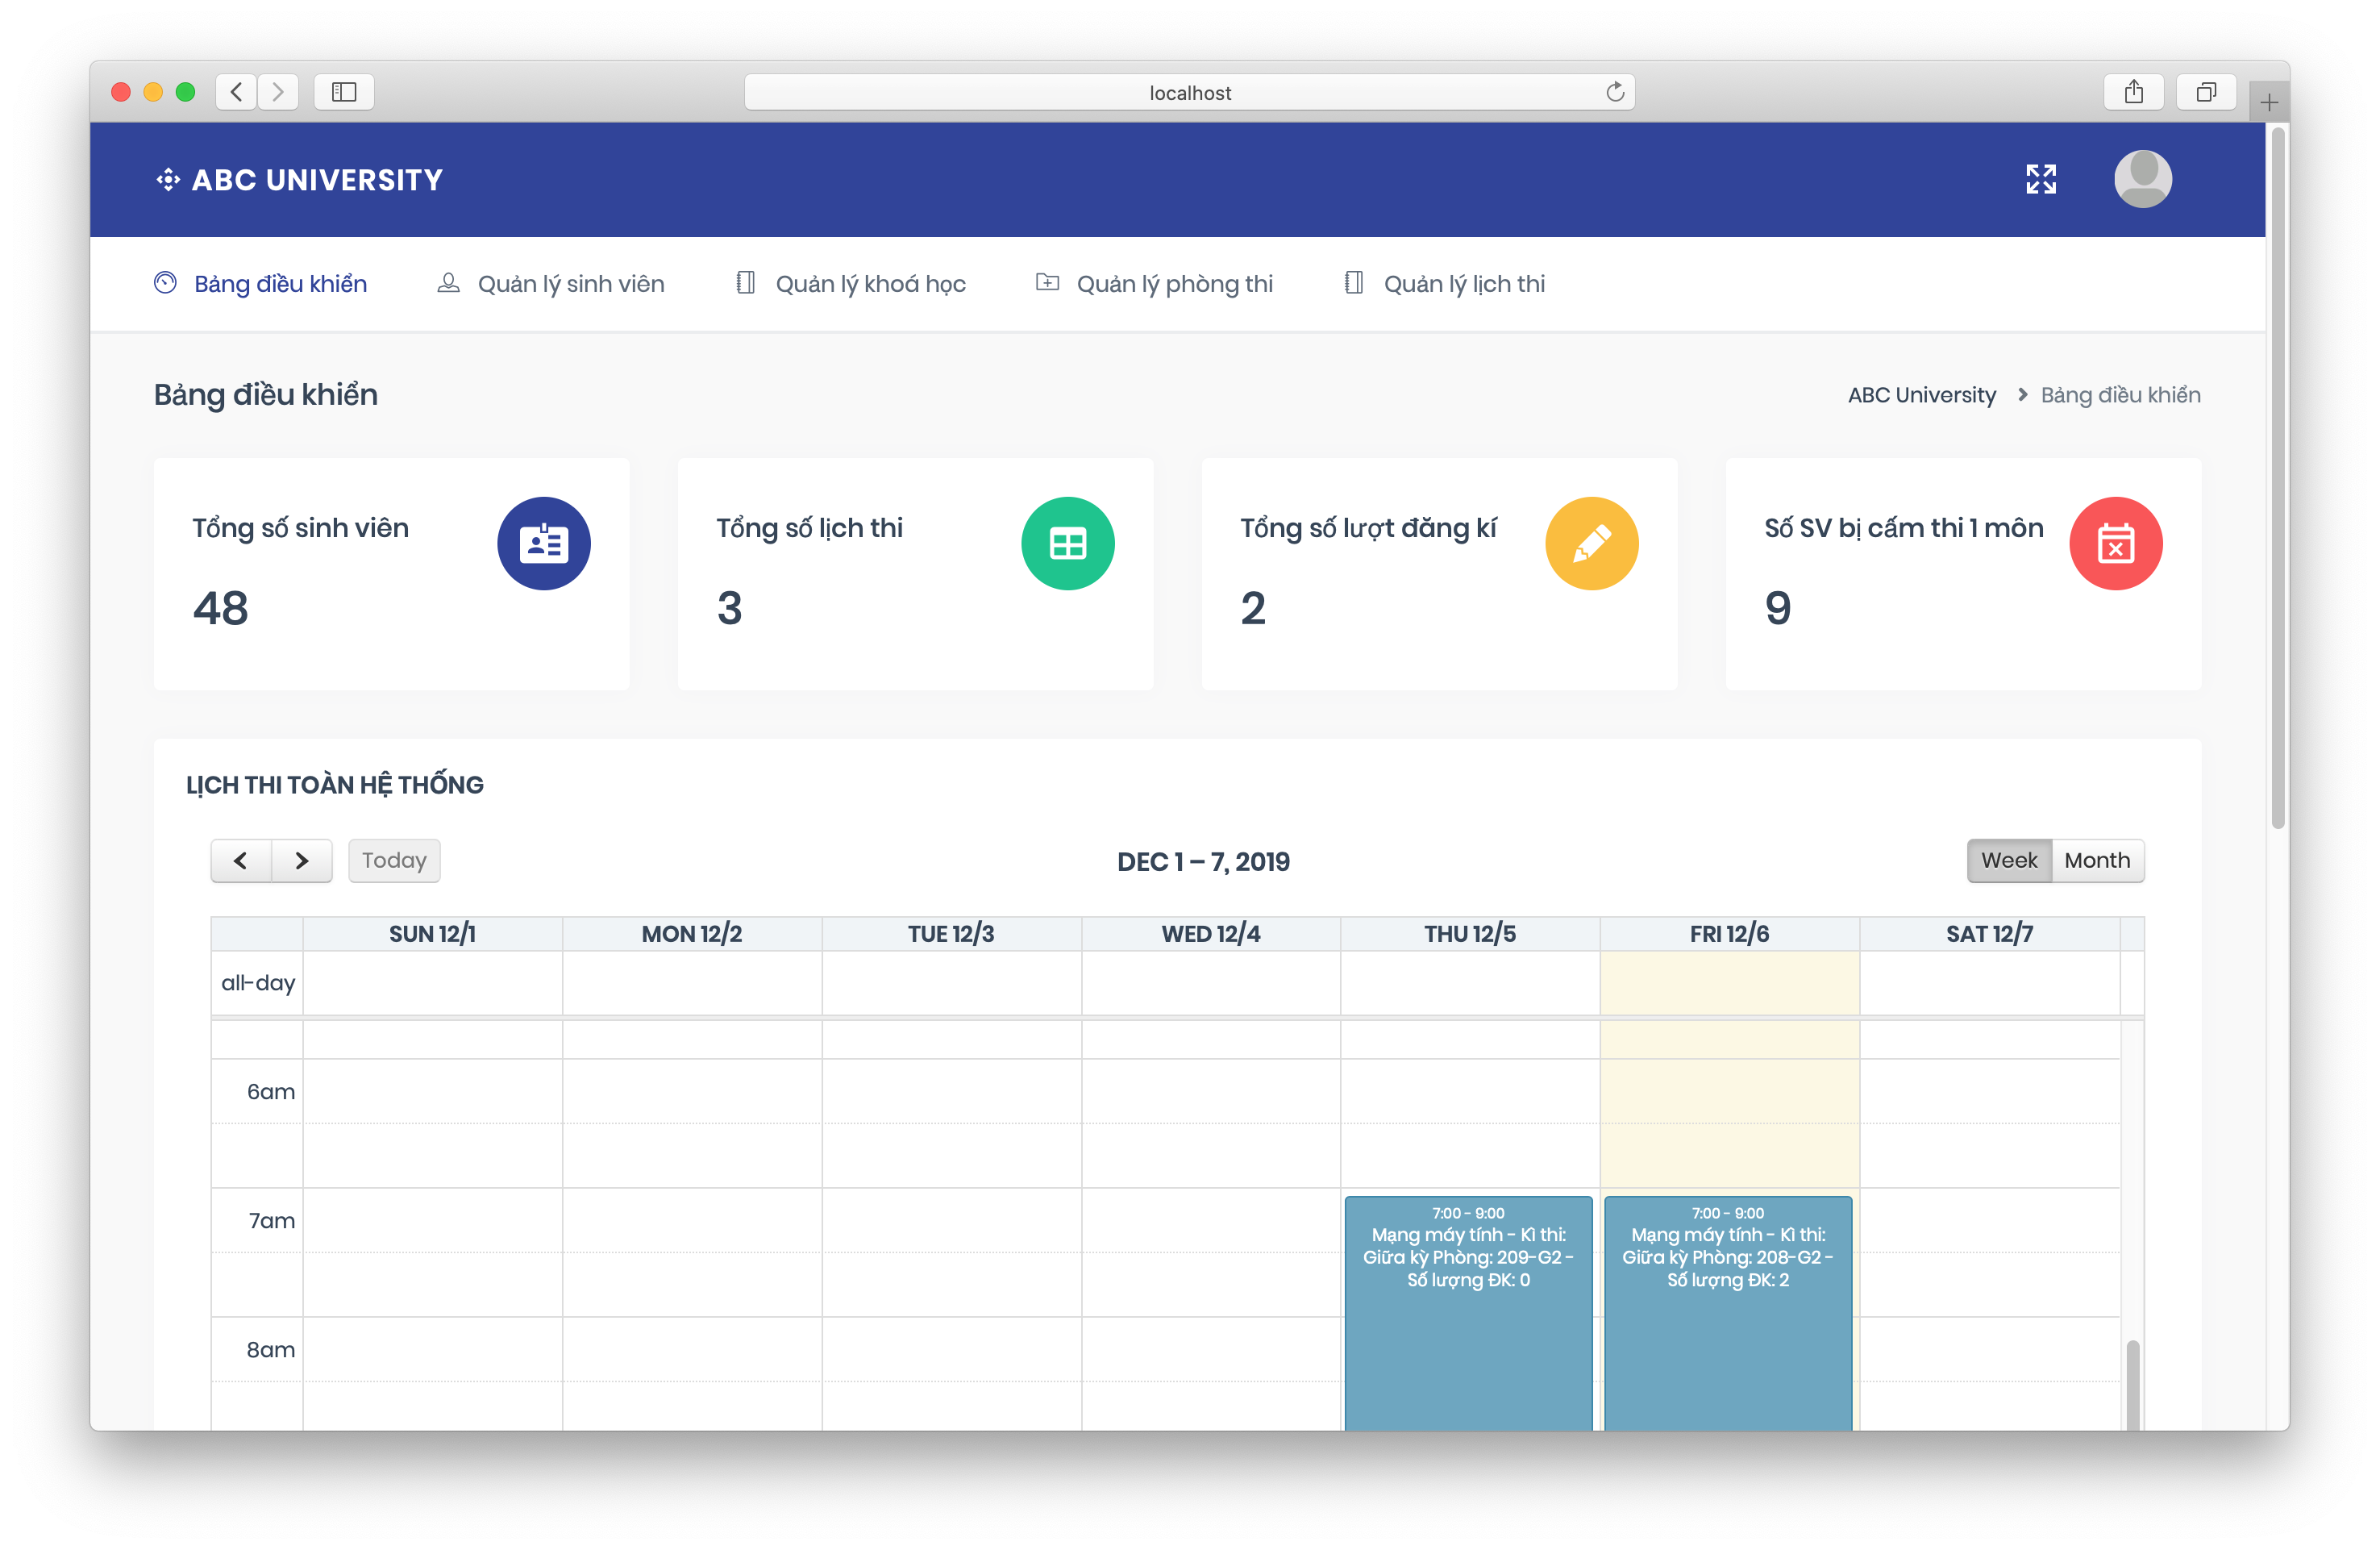 localhost
ABC UNIVERSITY
Bảng điều khiển
Quản lý sinh viên
Quản lý khoá học
Quản lý phòng thi
Quản lý lịch thi
Bảng điều khiển
ABC University > Bảng điều khiển
Tổng số sinh viên
48
Tổng số lịch thi
3
Tổng số lượt đăng kí
2
Số SV bị cấm thi 1 môn
9
LỊCH THI TOÀN HỆ THỐNG
Today
DEC 1 – 7, 2019
Week
Month
SUN 12/1
MON 12/2
TUE 12/3
WED 12/4
THU 12/5
FRI 12/6
SAT 12/7
all-day
6am
7am
7:00 - 9:00
Mạng máy tính - Kì thi:
Giữa kỳ Phòng: 209-G2 -
Số lượng ĐK: 0
7:00 - 9:00
Mạng máy tính - Kì thi:
Giữa kỳ Phòng: 208-G2 -
Số lượng ĐK: 2
8am